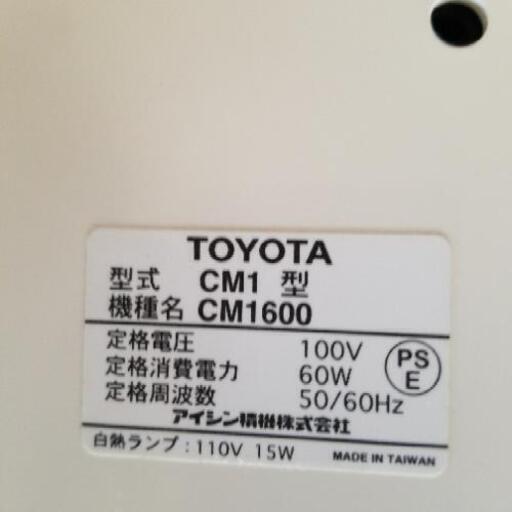 TOYOTA
型式 CM1 型
機種名 CM1600
定格電圧 100V
定格消費電力 60W
定格周波数 50/60Hz
PS
E
アイシン精機株式会社
白熱ランプ：110V 15W MADE IN TAIWAN